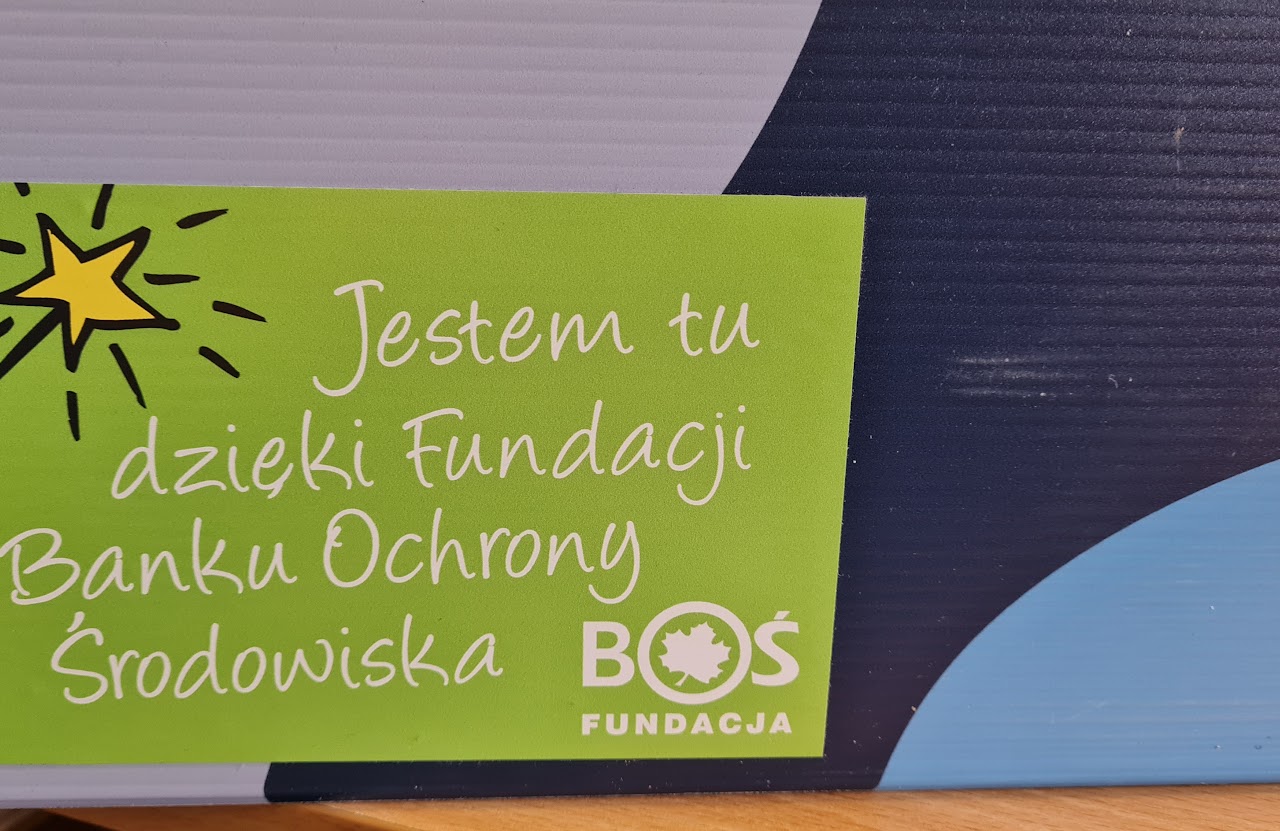 Jestem tu
dzięki Fundacji
Banku Ochrony
Środowiska
BOŚ
FUNDACJA